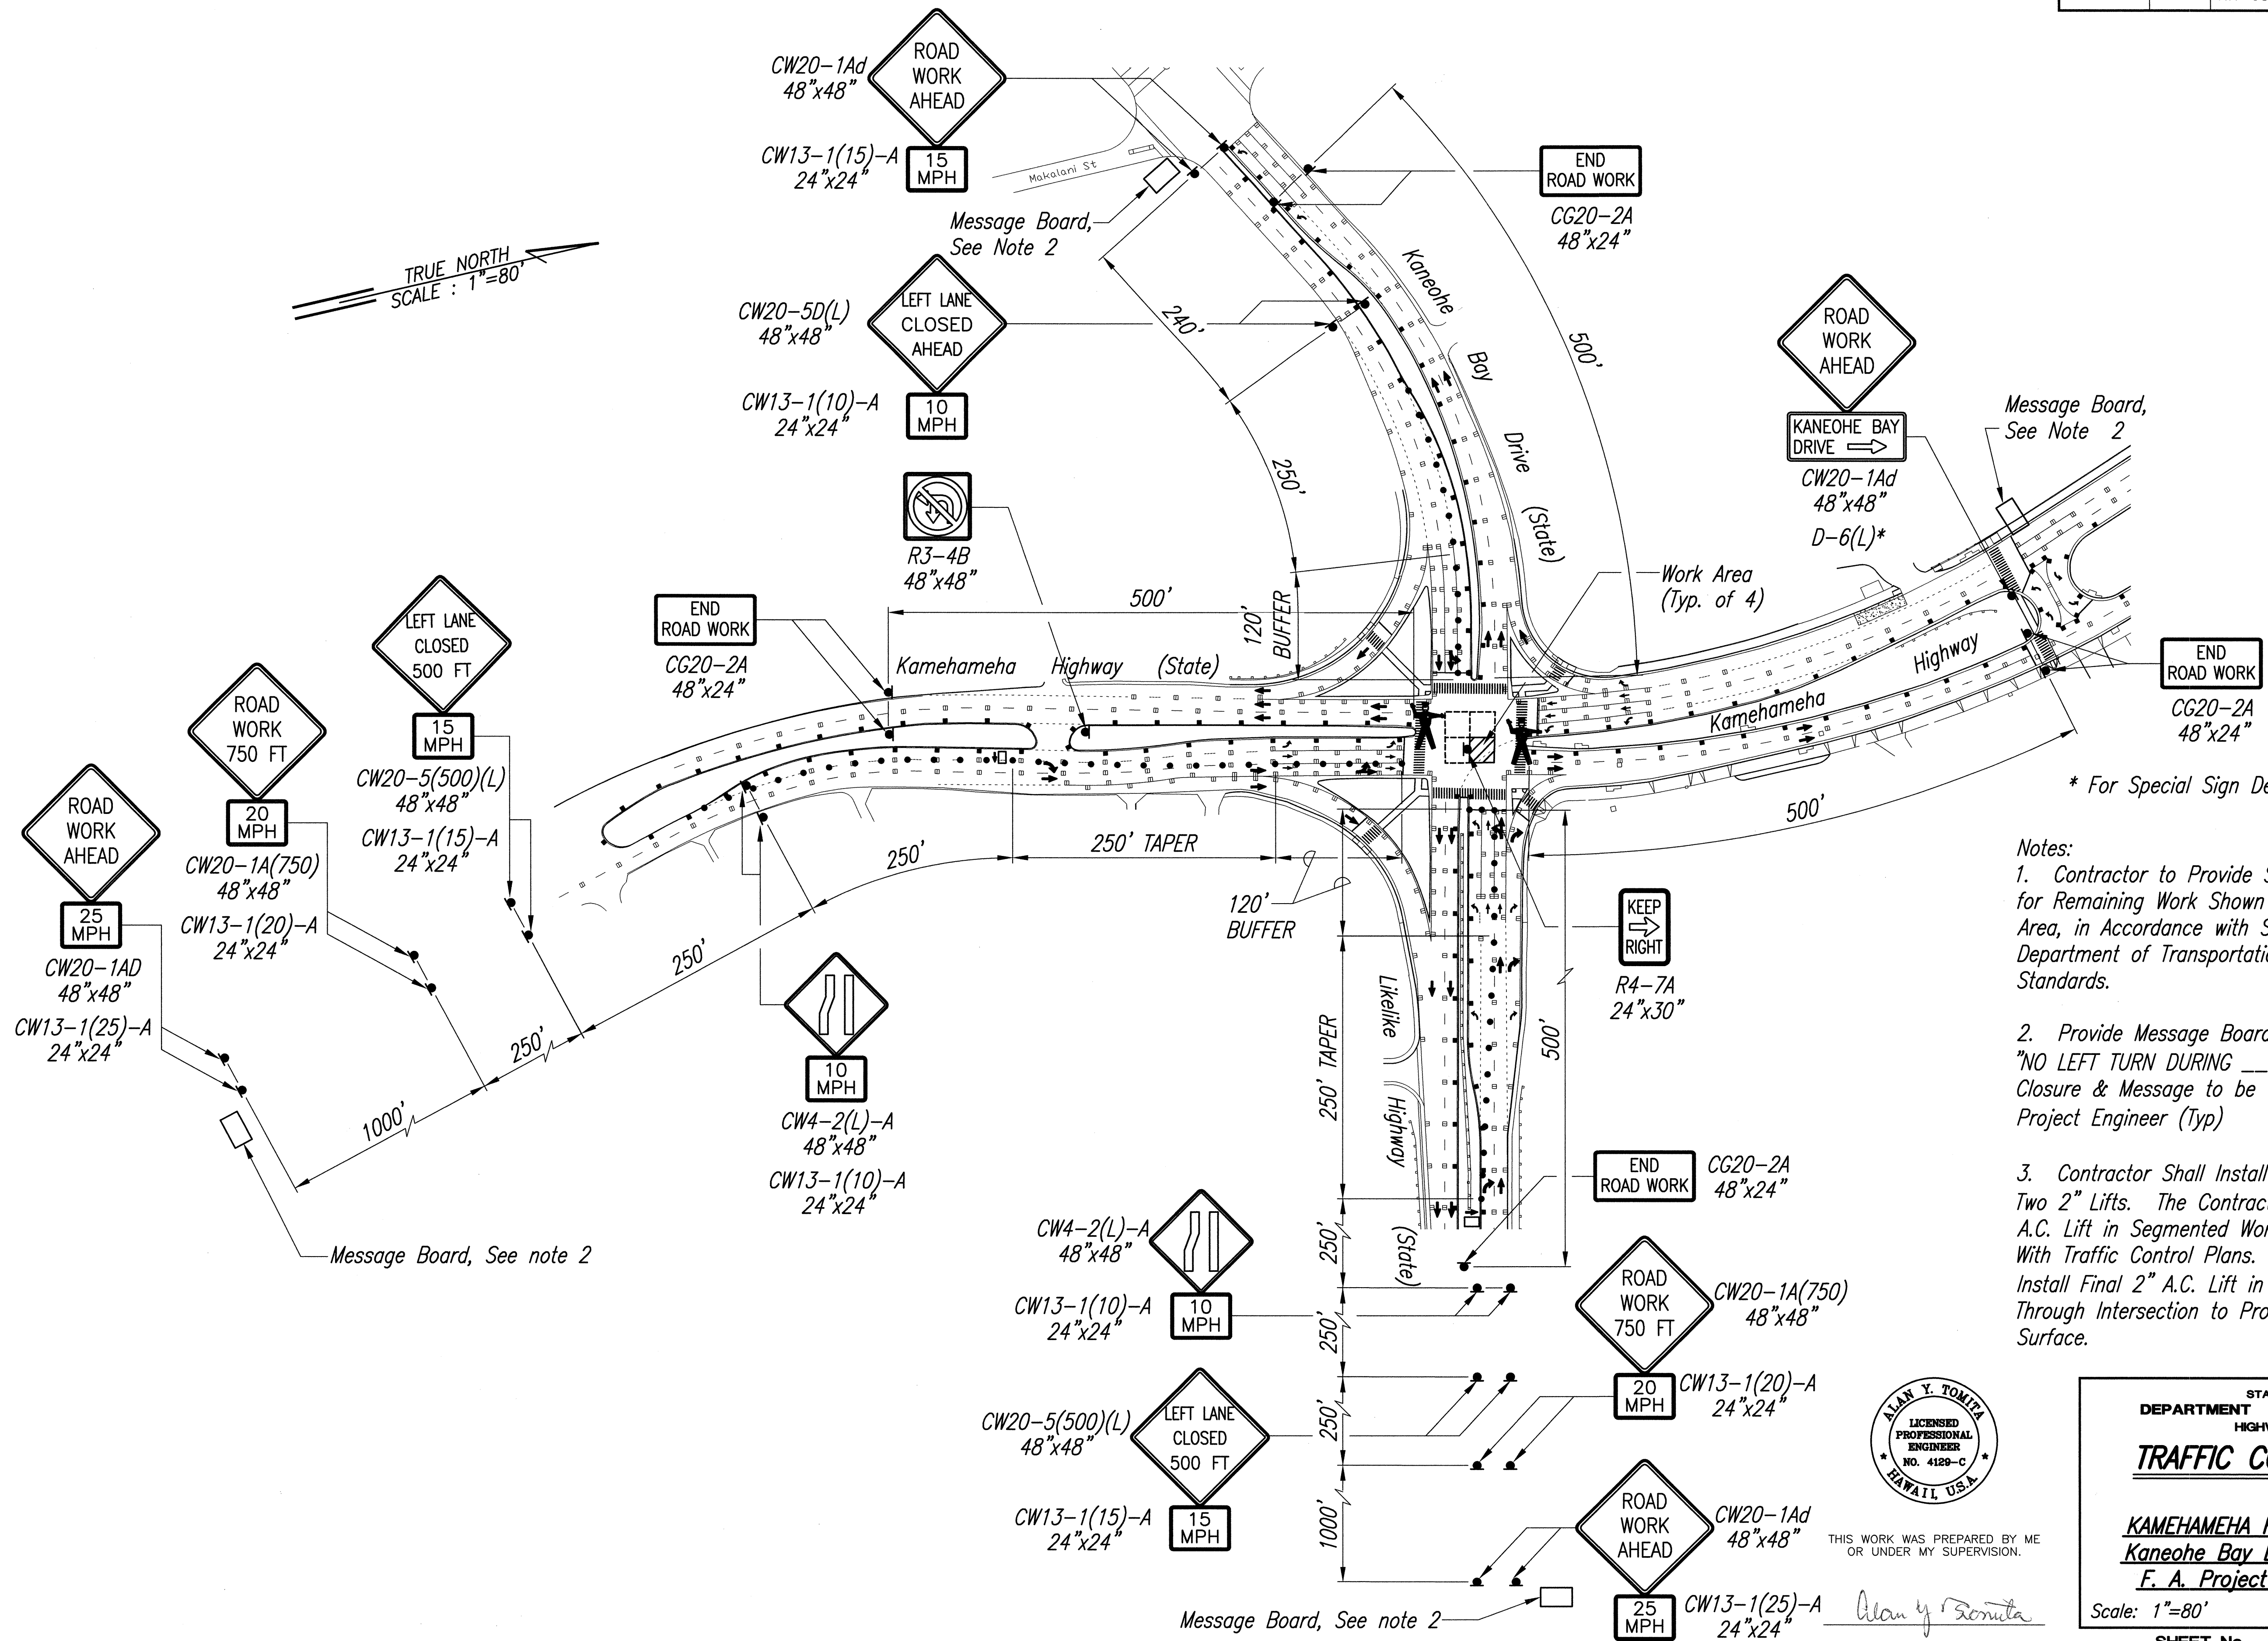 ROAD
WORK
AHEAD
CW20-1Ad
48"x48"
15
MPH
CW13-1(15)-A
24"x24"
Makalani St
Message Board,
See Note 2
END
ROAD WORK
CG20-2A
48"x24"
TRUE NORTH
SCALE : 1"=80'
LEFT LANE
CLOSED
AHEAD
CW20-5D(L)
48"x48"
10
MPH
CW13-1(10)-A
24"x24"
240'
250'
500'
Kaneohe
Bay
Drive
(State)
ROAD
WORK
AHEAD
KANEOHE BAY
DRIVE
CW20-1Ad
48"x48"
D-6(L)*
Message Board,
See Note 2
R3-4B
48"x48"
Work Area
(Typ. of 4)
END
ROAD WORK
CG20-2A
48"x24"
500'
120'
BUFFER
Kamehameha Highway (State)
Kamehameha
Highway
END
ROAD WORK
CG20-2A
48"x24"
500'
LEFT LANE
CLOSED
500 FT
15
MPH
CW20-5(500)(L)
48"x48"
CW13-1(15)-A
24"x24"
ROAD
WORK
750 FT
20
MPH
CW20-1A(750)
48"x48"
CW13-1(20)-A
24"x24"
ROAD
WORK
AHEAD
25
MPH
CW20-1AD
48"x48"
CW13-1(25)-A
24"x24"
1000'
250'
250'
250'
250' TAPER
120'
BUFFER
Message Board, See note 2
10
MPH
CW4-2(L)-A
48"x48"
CW13-1(10)-A
24"x24"
KEEP
RIGHT
R4-7A
24"x30"
Likelike
Highway
(State)
250' TAPER
500'
END
ROAD WORK
CG20-2A
48"x24"
CW4-2(L)-A
48"x48"
CW13-1(10)-A
24"x24"
10
MPH
250'
250'
250'
1000'
ROAD
WORK
750 FT
CW20-1A(750)
48"x48"
20
MPH
CW13-1(20)-A
24"x24"
LEFT LANE
CLOSED
500 FT
CW20-5(500)(L)
48"x48"
CW13-1(15)-A
24"x24"
15
MPH
ROAD
WORK
AHEAD
CW20-1Ad
48"x48"
25
MPH
CW13-1(25)-A
24"x24"
Message Board, See note 2
* For Special Sign De
Notes:
1. Contractor to Provide S
for Remaining Work Shown
Area, in Accordance with S
Department of Transportati
Standards.
2. Provide Message Board
"NO LEFT TURN DURING __
Closure & Message to be
Project Engineer (Typ)
3. Contractor Shall Install
Two 2" Lifts. The Contract
A.C. Lift in Segmented Wor
With Traffic Control Plans.
Install Final 2" A.C. Lift in
Through Intersection to Pro
Surface.
ALAN Y. TOMITA
LICENSED
PROFESSIONAL
ENGINEER
NO. 4129-C
HAWAII, U.S.A.
THIS WORK WAS PREPARED BY ME
OR UNDER MY SUPERVISION.
Alan Y Tomita
STA
DEPARTMENT
HIGHW
TRAFFIC CO
KAMEHAMEHA
Kaneohe Bay
F. A. Project
Scale: 1"=80'
SHEET No.